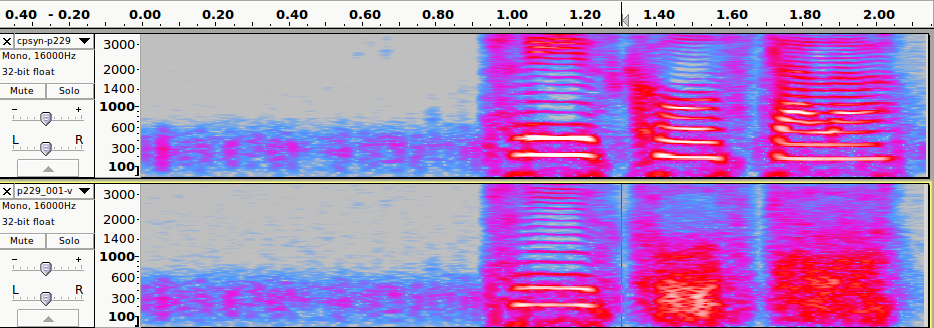 0.40 - 0.20 0.00 0.20 0.40 0.60 0.80 1.00 1.20 1.40 1.60 1.80 2.00
cpsyn-p229
Mono, 16000Hz
32-bit float
Mute Solo
- +
L R
3000-
2000-
1400-
1000-
600-
300-
100-
p229_001-v
Mono, 16000Hz
32-bit float
Mute Solo
- +
L R
3000-
2000-
1400-
1000-
600-
300-
100-